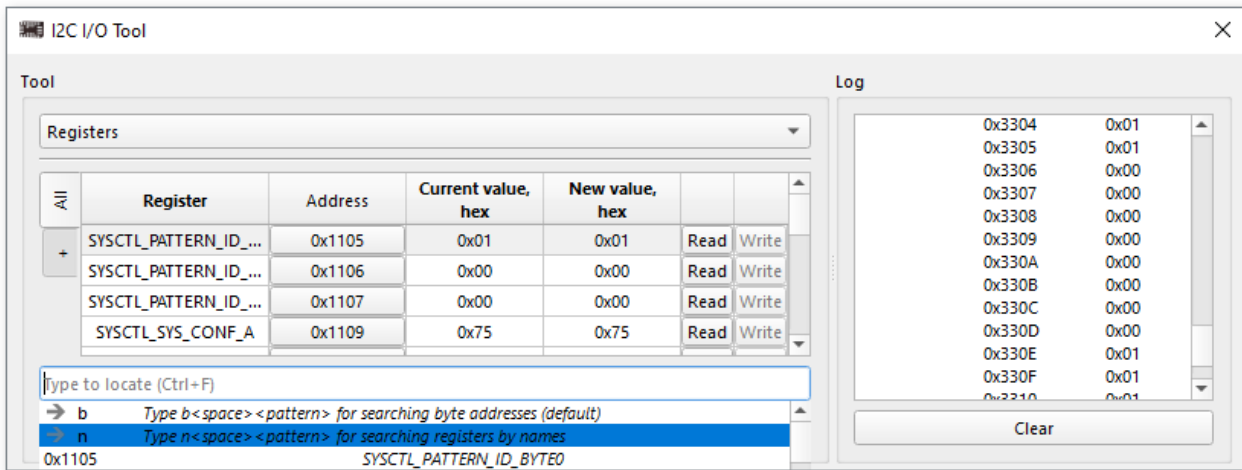 I2C I/O Tool
Tool
Registers
All
+
Register Address Current value, hex New value, hex
SYSCTL_PATTERN_ID_... 0x1105 0x01 0x01 Read Write
SYSCTL_PATTERN_ID_... 0x1106 0x00 0x00 Read Write
SYSCTL_PATTERN_ID_... 0x1107 0x00 0x00 Read Write
SYSCTL_SYS_CONF_A 0x1109 0x75 0x75 Read Write
Type to locate (Ctrl+F)
b Type b<space><pattern> for searching byte addresses (default)
n Type n<space><pattern> for searching registers by names
0x1105 SYSCTL_PATTERN_ID_BYTE0
Log
0x3304 0x01
0x3305 0x01
0x3306 0x00
0x3307 0x00
0x3308 0x00
0x3309 0x00
0x330A 0x00
0x330B 0x00
0x330C 0x00
0x330D 0x00
0x330E 0x01
0x330F 0x01
0x3310 0x01
Clear